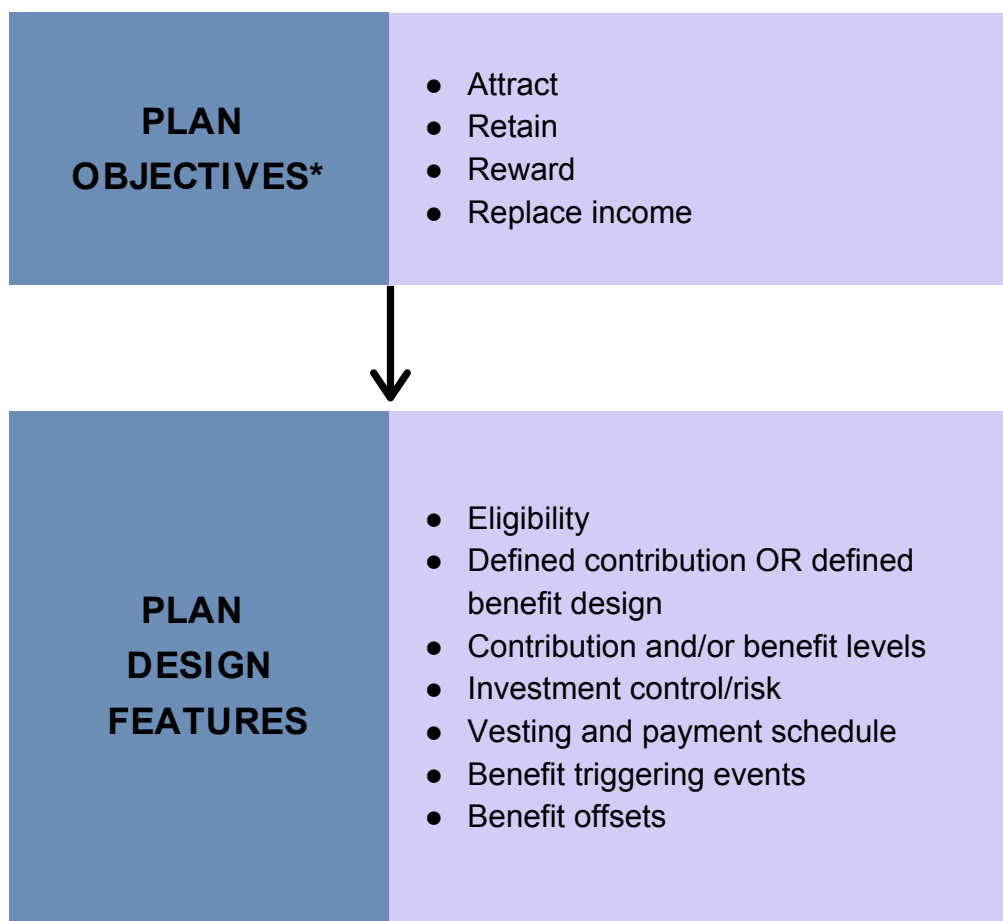 PLAN
OBJECTIVES*
● Attract
● Retain
● Reward
● Replace income
PLAN
DESIGN
FEATURES
● Eligibility
● Defined contribution OR defined
benefit design
● Contribution and/or benefit levels
● Investment control/risk
● Vesting and payment schedule
● Benefit triggering events
● Benefit offsets